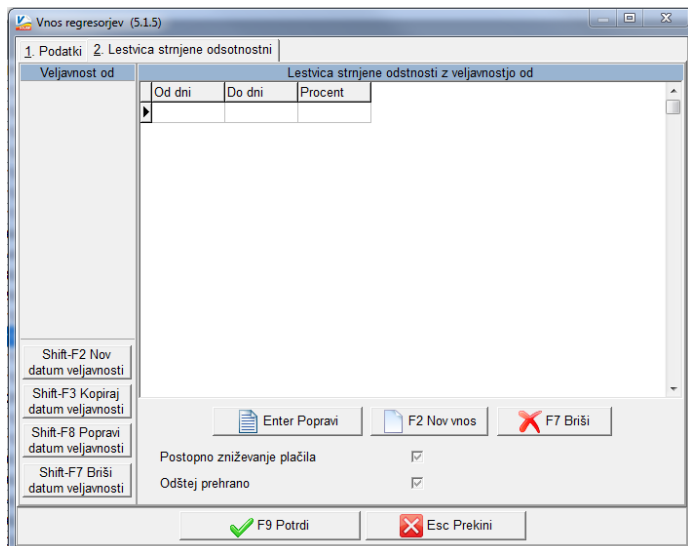 Vnos regresorjev (5.1.5)
1. Podatki
2. Lestvica strnjene odsotnostni
Veljavnost od
Lestvica strnjene odstnosti z veljavnostjo od
Od dni
Do dni
Procent
Shift-F2 Nov
datum veljavnosti
Shift-F3 Kopiraj
datum veljavnosti
Shift-F8 Popravi
datum veljavnosti
Shift-F7 Briši
datum veljavnosti
Enter Popravi
F2 Nov vnos
F7 Briši
Postopno zniževanje plačila
Odštej prehrano
F9 Potrdi
Esc Prekini